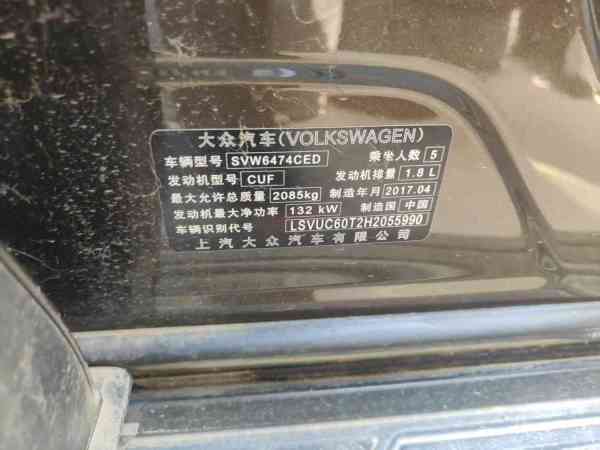 大众汽车(VOLKSWAGEN)
车辆型号 SVW6474CED 乘坐人数 5
发动机型号 CUF 发动机排量 1.8 L
最大允许总质量 2085kg 制造年月 2017.04
发动机最大净功率 132 kW 制造国 中国
车辆识别代号 LSVUC60T2H2055990
上汽大众汽车有限公司